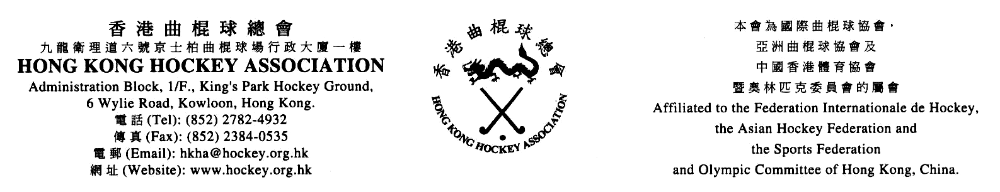 香港曲棍球總會
九龍衛理道六號京士柏曲棍球場行政大廈一樓
HONG KONG HOCKEY ASSOCIATION
Administration Block, 1/F., King's Park Hockey Ground,
6 Wylie Road, Kowloon, Hong Kong.
電話 (Tel): (852) 2782-4932
傳真 (Fax): (852) 2384-0535
電郵 (Email): hkha@hockey.org.hk
網址 (Website): www.hockey.org.hk
香港曲棍球總會
HONG KONG HOCKEY ASSOCIATION
本會為國際曲棍球協會，
亞洲曲棍球協會及
中國香港體育協會
暨奧林匹克委員會的屬會
Affiliated to the Federation Internationale de Hockey,
the Asian Hockey Federation and
the Sports Federation
and Olympic Committee of Hong Kong, China.